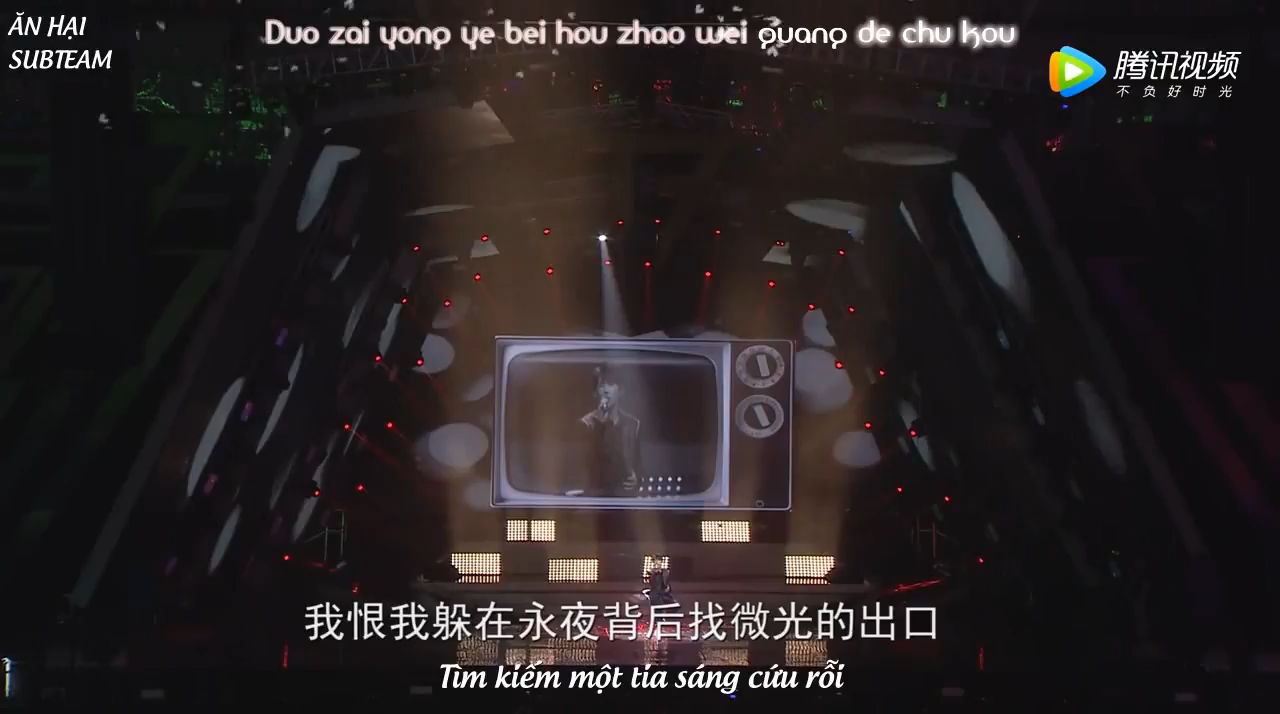 ĂN HẠI
SUBTEAM
Duo zai yong ye bei hou zhao wei guang de chu kou
腾讯视频
不负好时光
我恨我躲在永夜背后找微光的出口
Tìm kiếm một tia sáng cứu rỗi